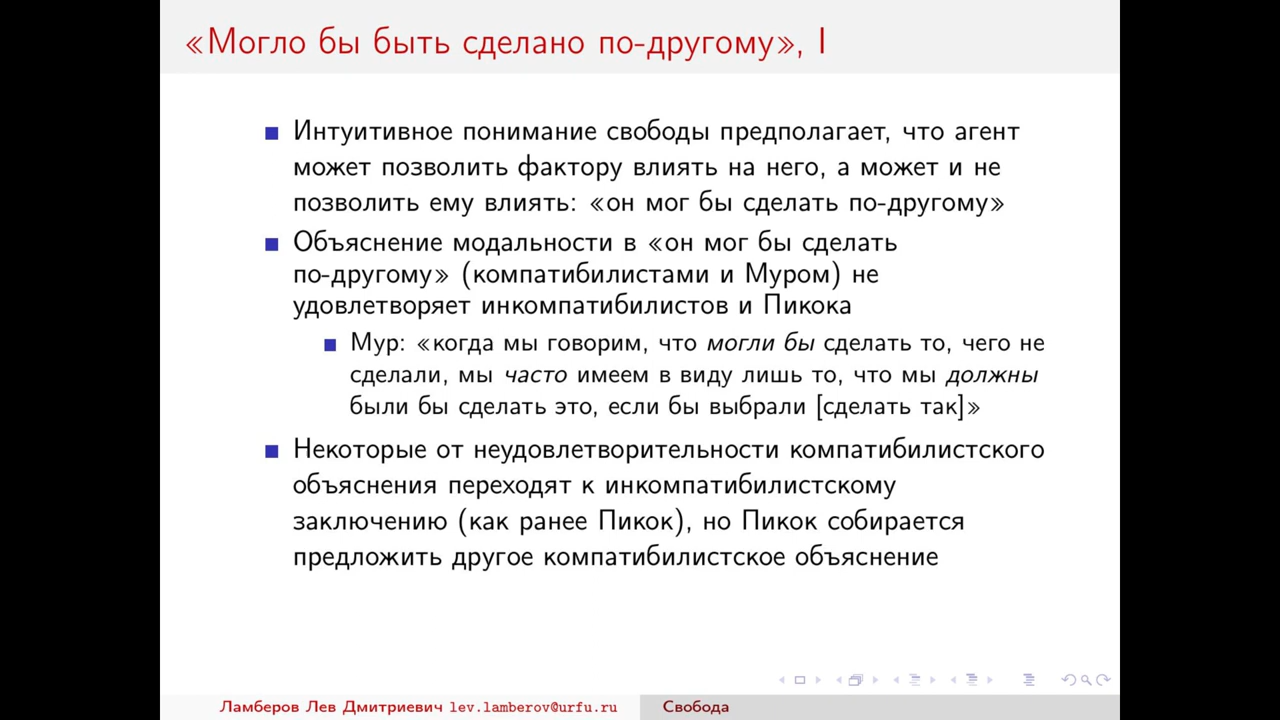 «Могло бы быть сделано по-другому», I
Интуитивное понимание свободы предполагает, что агент
может позволить фактору влиять на него, а может и не
позволить ему влиять: «он мог бы сделать по-другому»
Объяснение модальности в «он мог бы сделать
по-другому» (компатибилистами и Муром) не
удовлетворяет инкомпатибилистов и Пикока
Мур: «когда мы говорим, что могли бы сделать то, чего не
сделали, мы часто имеем в виду лишь то, что мы должны
были бы сделать это, если бы выбрали [сделать так]»
Некоторые от неудовлетворительности компатибилистского
объяснения переходят к инкомпатибилистскому
заключению (как ранее Пикок), но Пикок собирается
предложить другое компатибилистское объяснение
Ламберов Лев Дмитриевич lev.lamberov@urfu.ru
Свобода